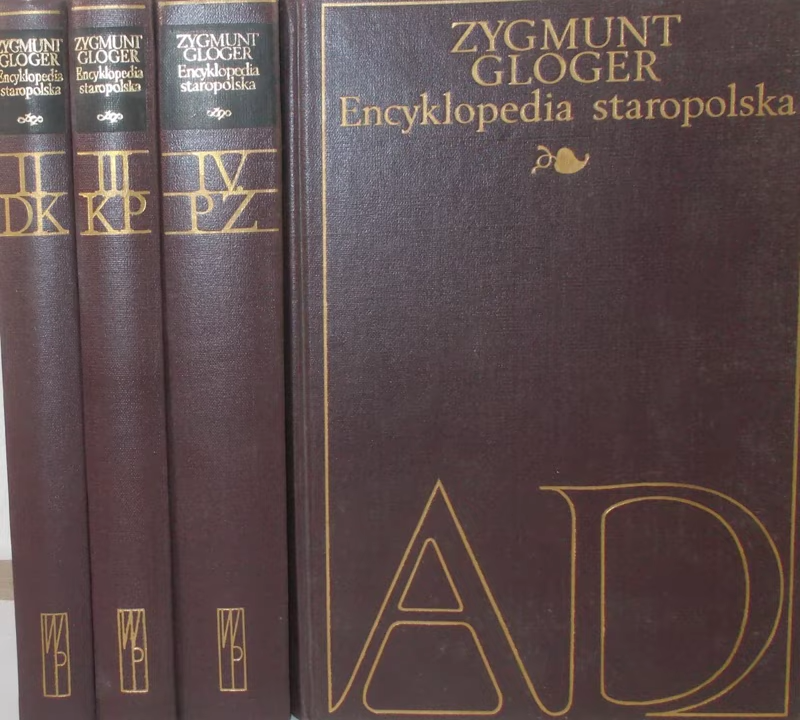 ZYGMUNT
GLOGER
Encyklopedia
staropolska
II
DK
WP
ZYGMUNT
GLOGER
Encyklopedia
staropolska
III
KP
WP
ZYGMUNT
GLOGER
Encyklopedia
staropolska
IV
PZ
WP
ZYGMUNT
GLOGER
Encyklopedia staropolska
AD